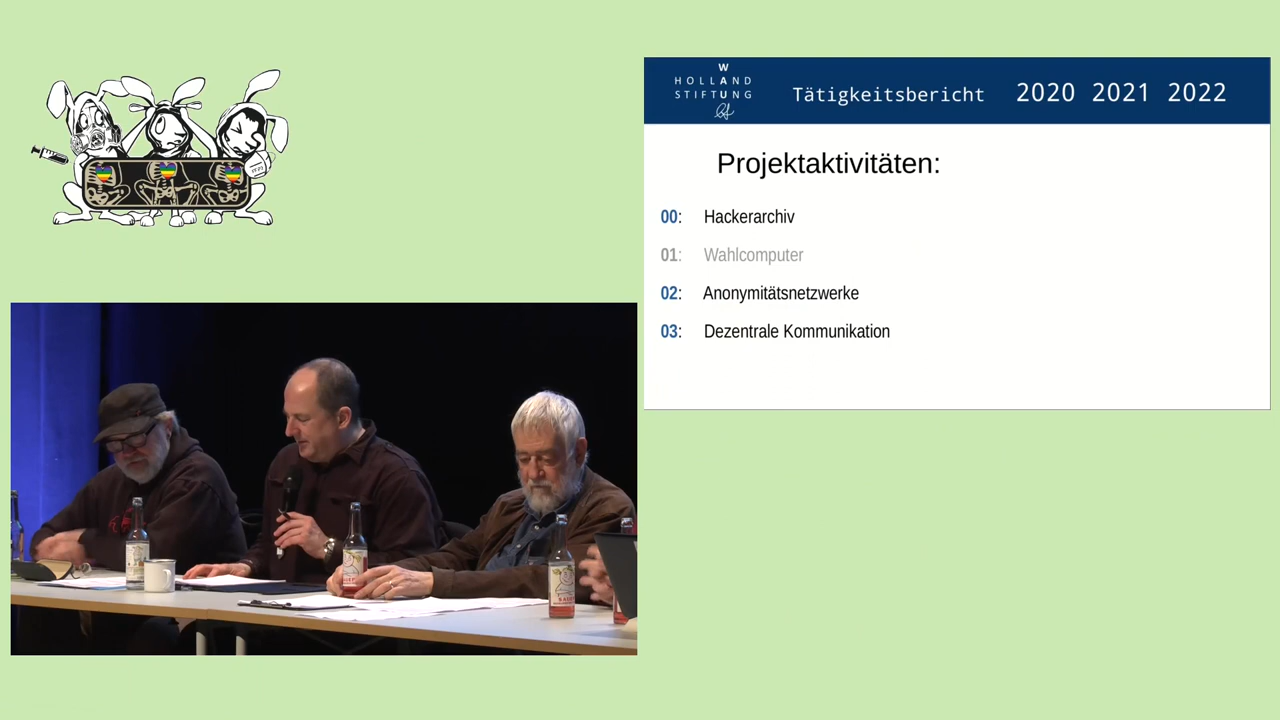 W
HOLLAND
A
STIFTUNG
Tätigkeitsbericht 2020 2021 2022
Projektaktivitäten:
00: Hackerarchiv
01: Wahlcomputer
02: Anonymitätsnetzwerke
03: Dezentrale Kommunikation